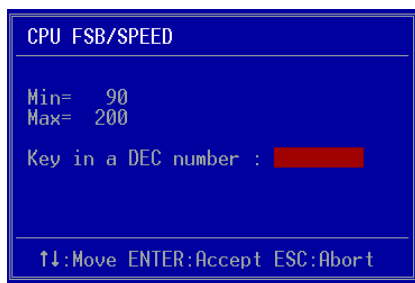 CPU FSB/SPEED
Min= 90
Max= 200
Key in a DEC number :
↑↓:Move ENTER:Accept ESC:Abort